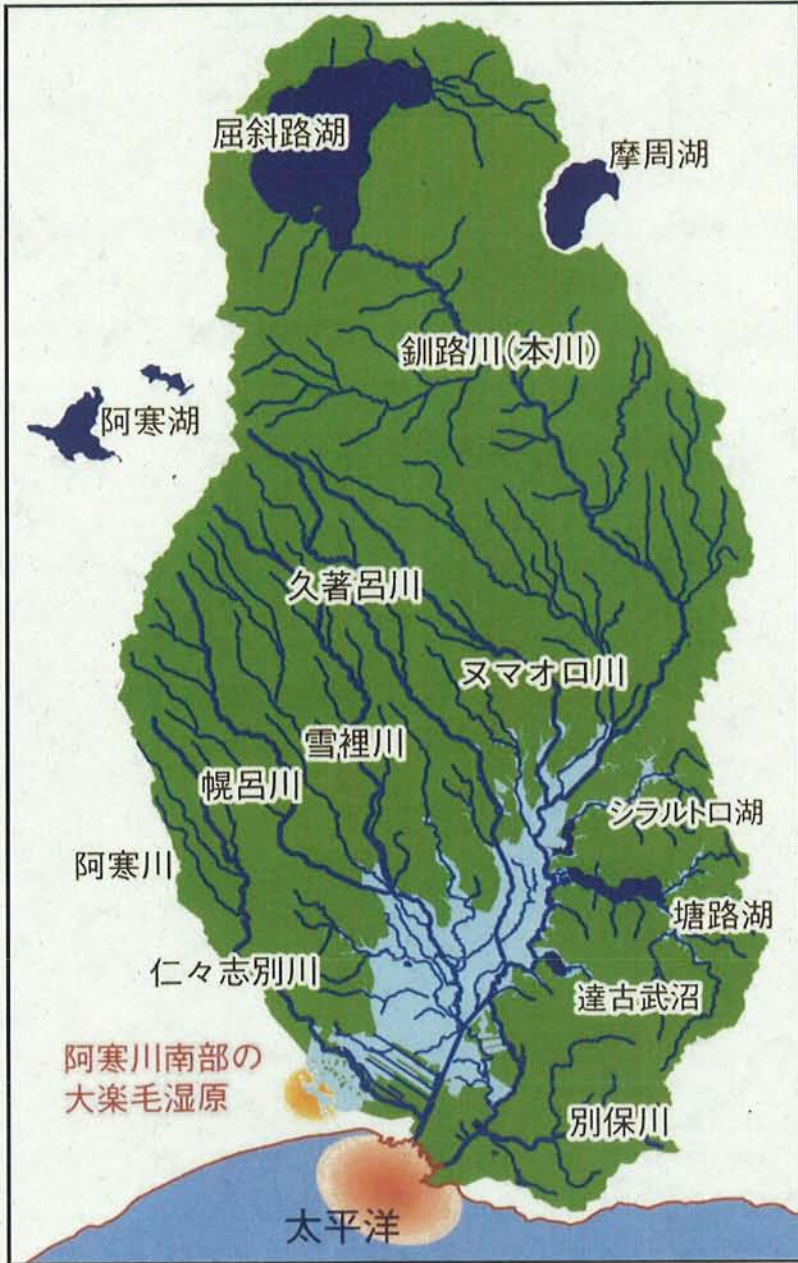 屈斜路湖
摩周湖
釧路川(本川)
阿寒湖
久著呂川
ヌマオロ川
雪裡川
幌呂川
シラルトロ湖
阿寒川
塘路湖
仁々志別川
達古武沼
阿寒川南部の
大楽毛湿原
別保川
太平洋